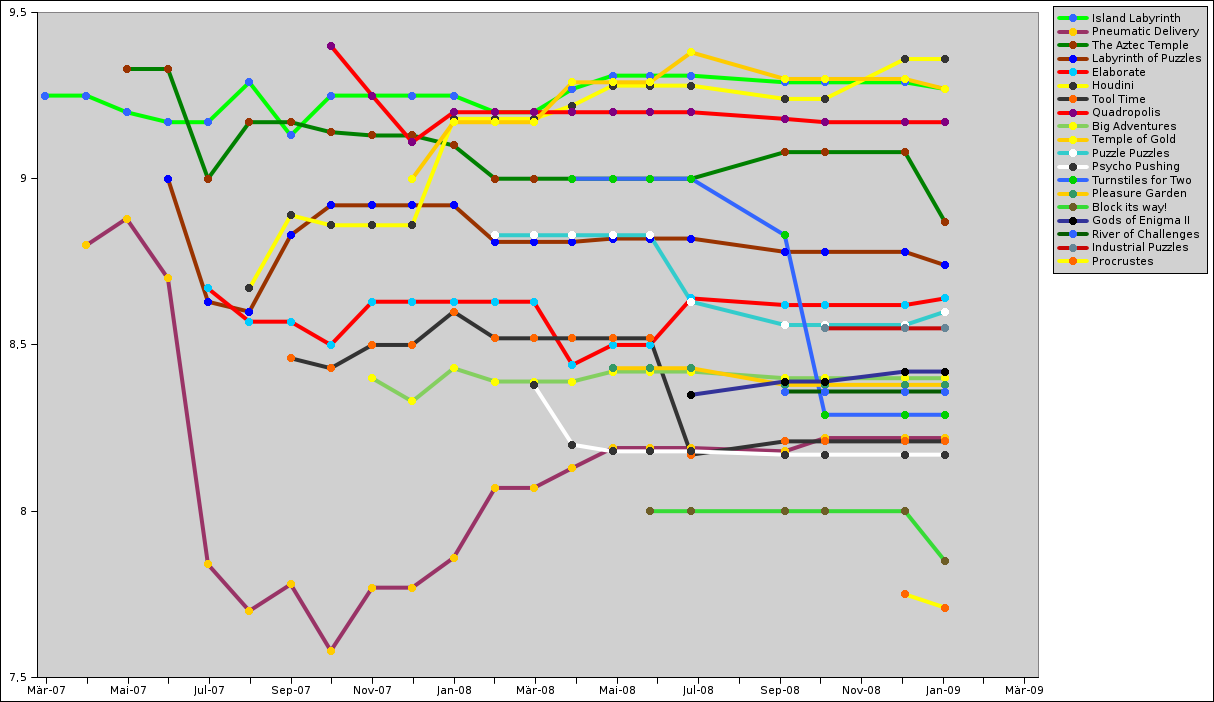 9,5
9
8,5
8
7,5
Mär-07 Mai-07 Jul-07 Sep-07 Nov-07 Jan-08 Mär-08 Mai-08 Jul-08 Sep-08 Nov-08 Jan-09 Mär-09
Island Labyrinth
Pneumatic Delivery
The Aztec Temple
Labyrinth of Puzzles
Elaborate
Houdini
Tool Time
Quadropolis
Big Adventures
Temple of Gold
Puzzle Puzzles
Psycho Pushing
Turnstiles for Two
Pleasure Garden
Block its way!
Gods of Enigma II
River of Challenges
Industrial Puzzles
Procrustes